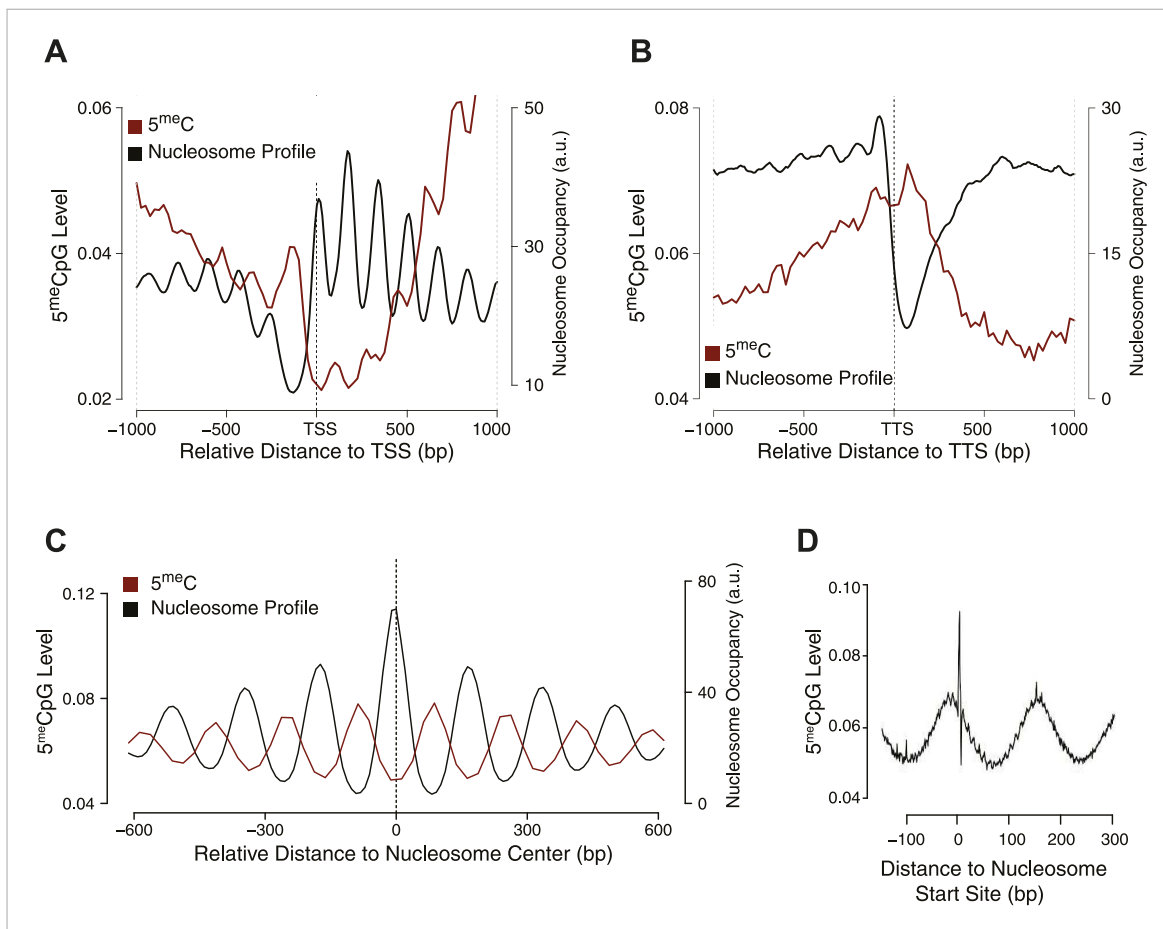 A
0.06
0.04
0.02
5meCpG Level
5meC
Nucleosome Profile
50
30
10
Nucleosome Occupancy (a.u.)
−1000
−500
TSS
500
1000
Relative Distance to TSS (bp)
B
0.08
0.06
0.04
5meCpG Level
5meC
Nucleosome Profile
30
15
0
Nucleosome Occupancy (a.u.)
−1000
−500
TTS
500
1000
Relative Distance to TTS (bp)
C
5meC
Nucleosome Profile
0.12
0.08
0.04
5meCpG Level
80
40
0
Nucleosome Occupancy (a.u.)
−600
−300
0
300
600
Relative Distance to Nucleosome Center (bp)
D
0.10
0.08
0.06
0.04
5meCpG Level
−100
0
100
200
300
Distance to Nucleosome
Start Site (bp)